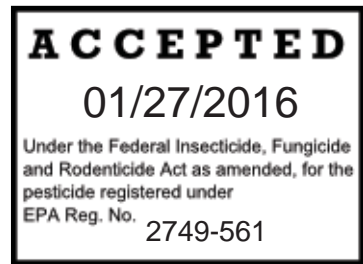 ACCEPTED
01/27/2016
Under the Federal Insecticide, Fungicide
and Rodenticide Act as amended, for the
pesticide registered under
EPA Reg. No. 2749-561